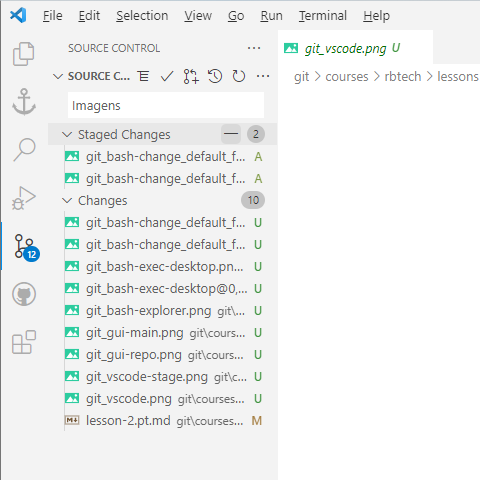 File Edit Selection View Go Run Terminal Help
SOURCE CONTROL ...
git_vscode.png U
SOURCE C...
git > courses > rbtech > lessons
Imagens
Staged Changes 2
git_bash-change_default_f... A
git_bash-change_default_f... A
Changes 10
git_bash-change_default_f... U
git_bash-change_default_f... U
git_bash-exec-desktop.pn... U
git_bash-exec-desktop@0,... U
git_bash-explorer.png git\co... U
git_gui-main.png git\cours... U
git_gui-repo.png git\cours... U
git_vscode-stage.png git\c... U
git_vscode.png git\courses... U
lesson-2.pt.md git\courses... M
12